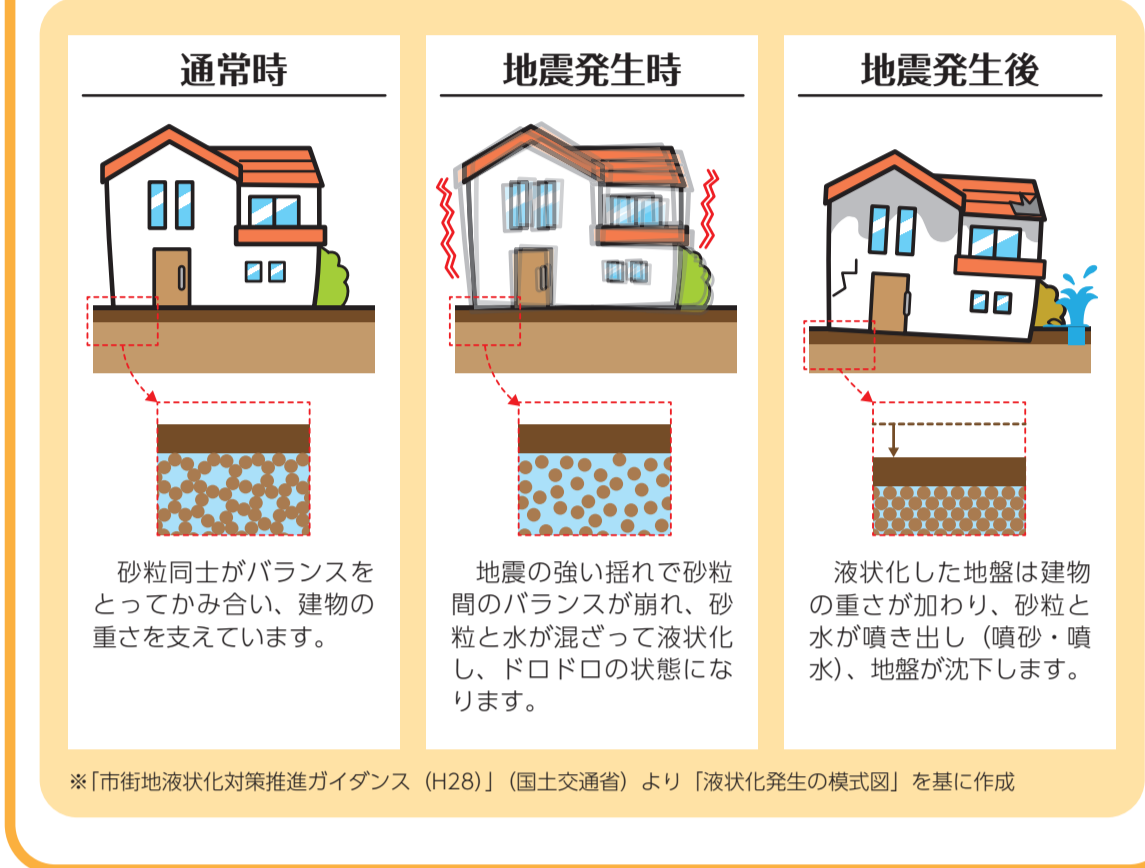 通常時
砂粒同士がバランスを
とってかみ合い、建物の
重さを支えています。
地震発生時
地震の強い揺れで砂粒
間のバランスが崩れ、砂
粒と水が混ざって液状化
し、ドロドロの状態にな
ります。
地震発生後
液状化した地盤は建物
の重さが加わり、砂粒と
水が噴き出し（噴砂・噴
水）、地盤が沈下します。
※「市街地液状化対策推進ガイダンス（H28）」（国土交通省）より「液状化発生の模式図」を基に作成